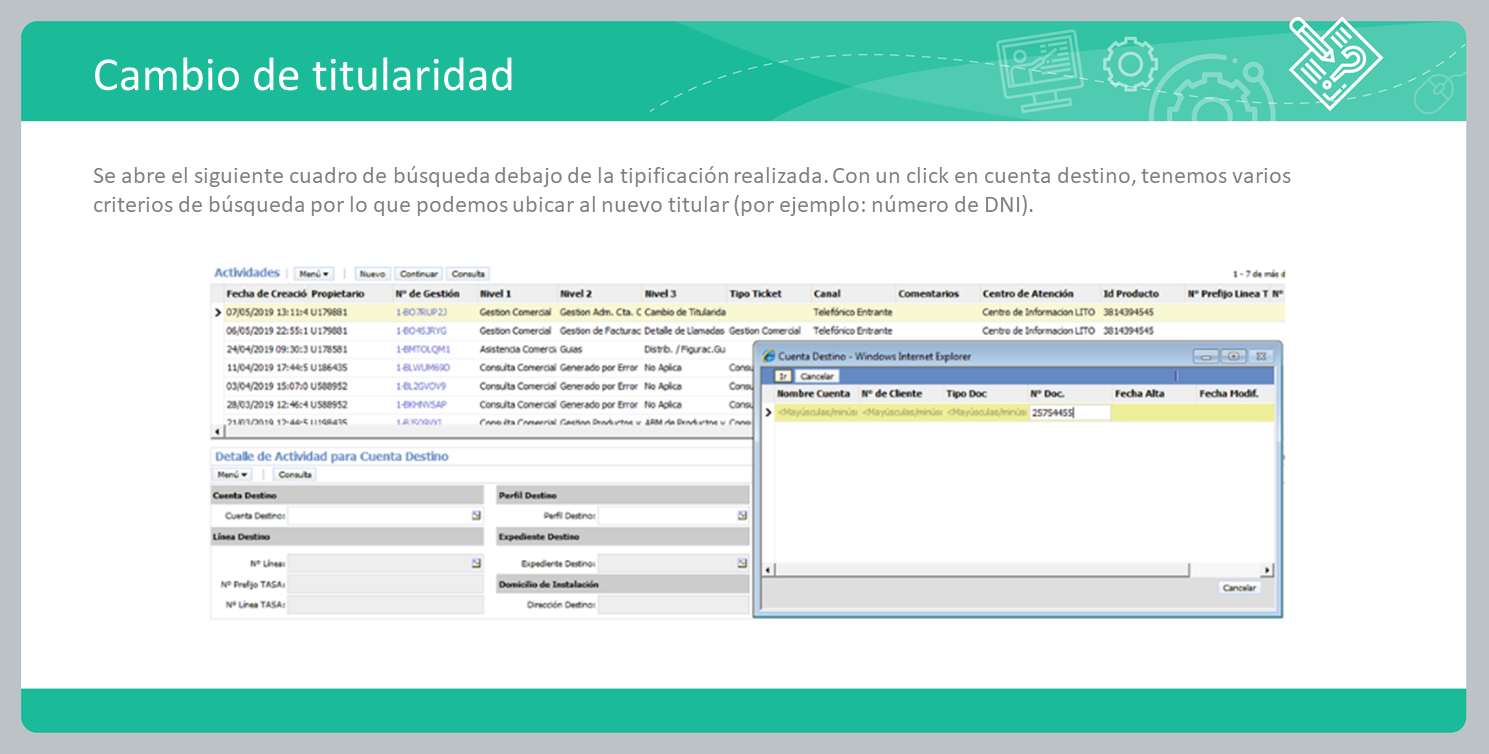 Cambio de titularidad
Se abre el siguiente cuadro de búsqueda debajo de la tipificación realizada. Con un click en cuenta destino, tenemos varios
criterios de búsqueda por lo que podemos ubicar al nuevo titular (por ejemplo: número de DNI).
Actividades Menú Nuevo Continuar Consulta 1 - 7 de más d
Fecha de Creació Propietario Nº de Gestión Nivel 1 Nivel 2 Nivel 3 Tipo Ticket Canal Comentarios Centro de Atención Id Producto Nº Prefijo Linea T Nº
07/05/2019 13:11:4 U179881 1-BO7RUP2J Gestion Comercial Gestion Adm. Cta. C Cambio de Titularida Telefónico Entrante Centro de Informacion LITO 3814394545
06/05/2019 22:55:1 U179881 1-BO4SJRYG Gestion Comercial Gestion de Facturac Detalle de Llamadas Gestion Comercial Telefónico Entrante Centro de Informacion LITO 3814394545
24/04/2019 09:30:3 U178581 1-BMTOLQM1 Asistencia Comerci Guias Distrib. /Figurac.Gu
11/04/2019 17:44:5 U186435 1-BLWUM69D Consulta Comercial Generado por Error No Aplica Consu
03/04/2019 15:07:0 U588952 1-BL2GVOV9 Consulta Comercial Generado por Error No Aplica Consu
28/03/2019 12:46:4 U588952 1-BKHNVSAP Consulta Comercial Generado por Error No Aplica Consu
21/03/2019 12:44:5 U198435 Consulta Comercial Gestion Productos y ABM de Productos y Consu
Cuenta Destino - Windows Internet Explorer
Ir Cancelar
Nombre Cuenta Nº de Cliente Tipo Doc Nº Doc. Fecha Alta Fecha Modif.
<Mayúsculas/minús <Mayúsculas/minús <Mayúsculas/minús 25754455
Cancelar
Detalle de Actividad para Cuenta Destino
Menú Consulta
Cuenta Destino Perfil Destino
Cuenta Destino: Perfil Destino:
Línea Destino Expediente Destino
Nº Línea: Expediente Destino:
Nº Prefijo TASA: Domicilio de Instalación
Nº Línea TASA: Dirección Destino: